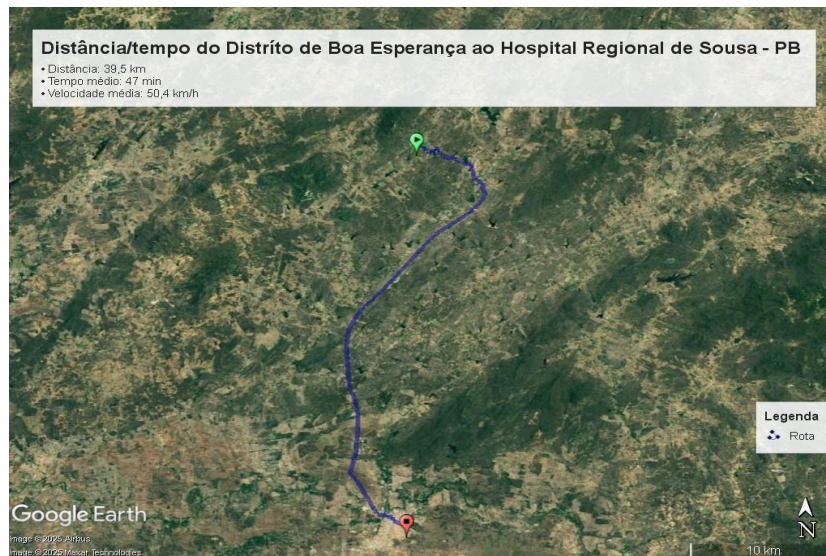 Distância/tempo do Distríto de Boa Esperança ao Hospital Regional de Sousa - PB
• Distância: 39,5 km
• Tempo médio: 47 min
• Velocidade média: 50,4 km/h
Legenda
Rota
Google Earth
Image © 2025 Airbus
Image © 2025 Maxar Technologies
N
10 km